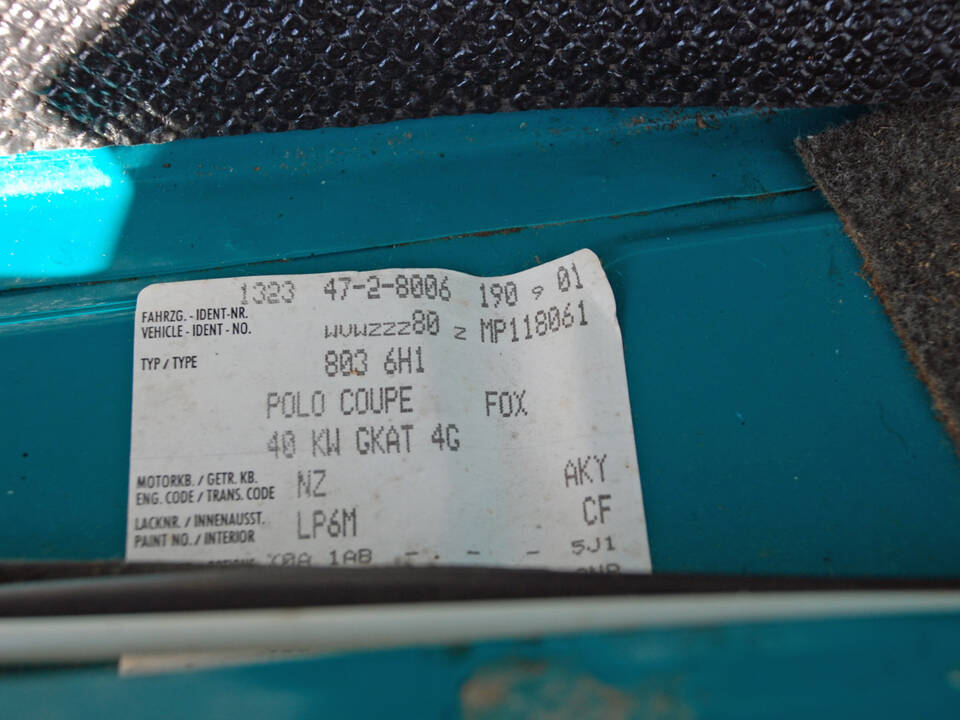 1323 47-2-8006 190 9 01
FAHRZG. - IDENT-NR.
VEHICLE - IDENT - NO. WVWZZZ80 Z MP118061
TYP / TYPE 803 6H1
POLO COUPE FOX
40 KW GKAT 4G
MOTORKB. / GETR. KB.
ENG. CODE / TRANS. CODE NZ AKY
LACKNR. / INNENAUSST.
PAINT NO. / INTERIOR LP6M CF
X0A 1AB - . - - 5J1